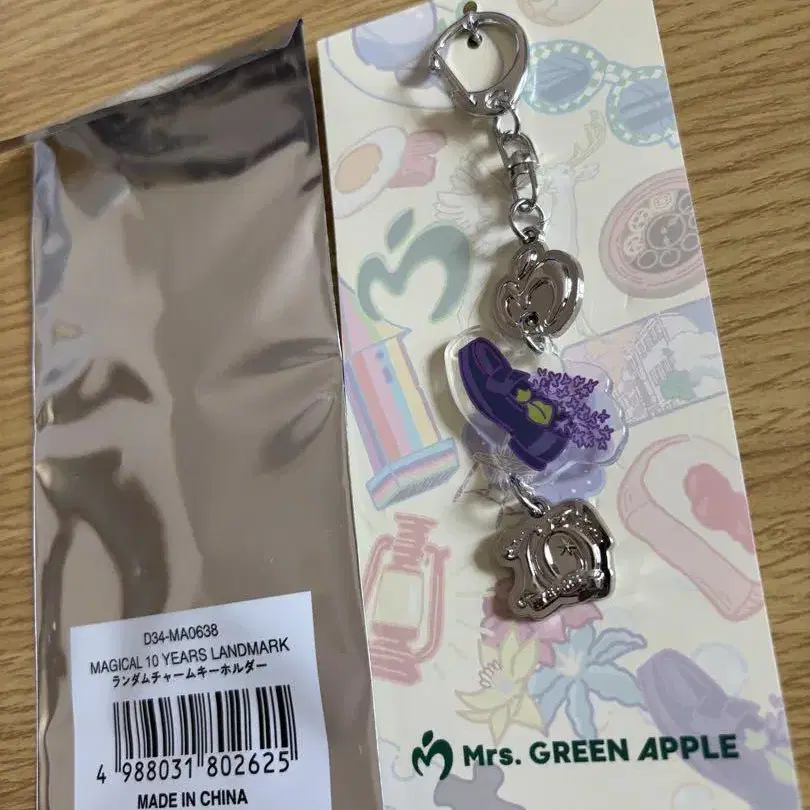 D34-MA0638
MAGICAL 10 YEARS LANDMARK
ランダムチャームキーホルダー
4 988031 802625
MADE IN CHINA
Mrs. GREEN APPLE